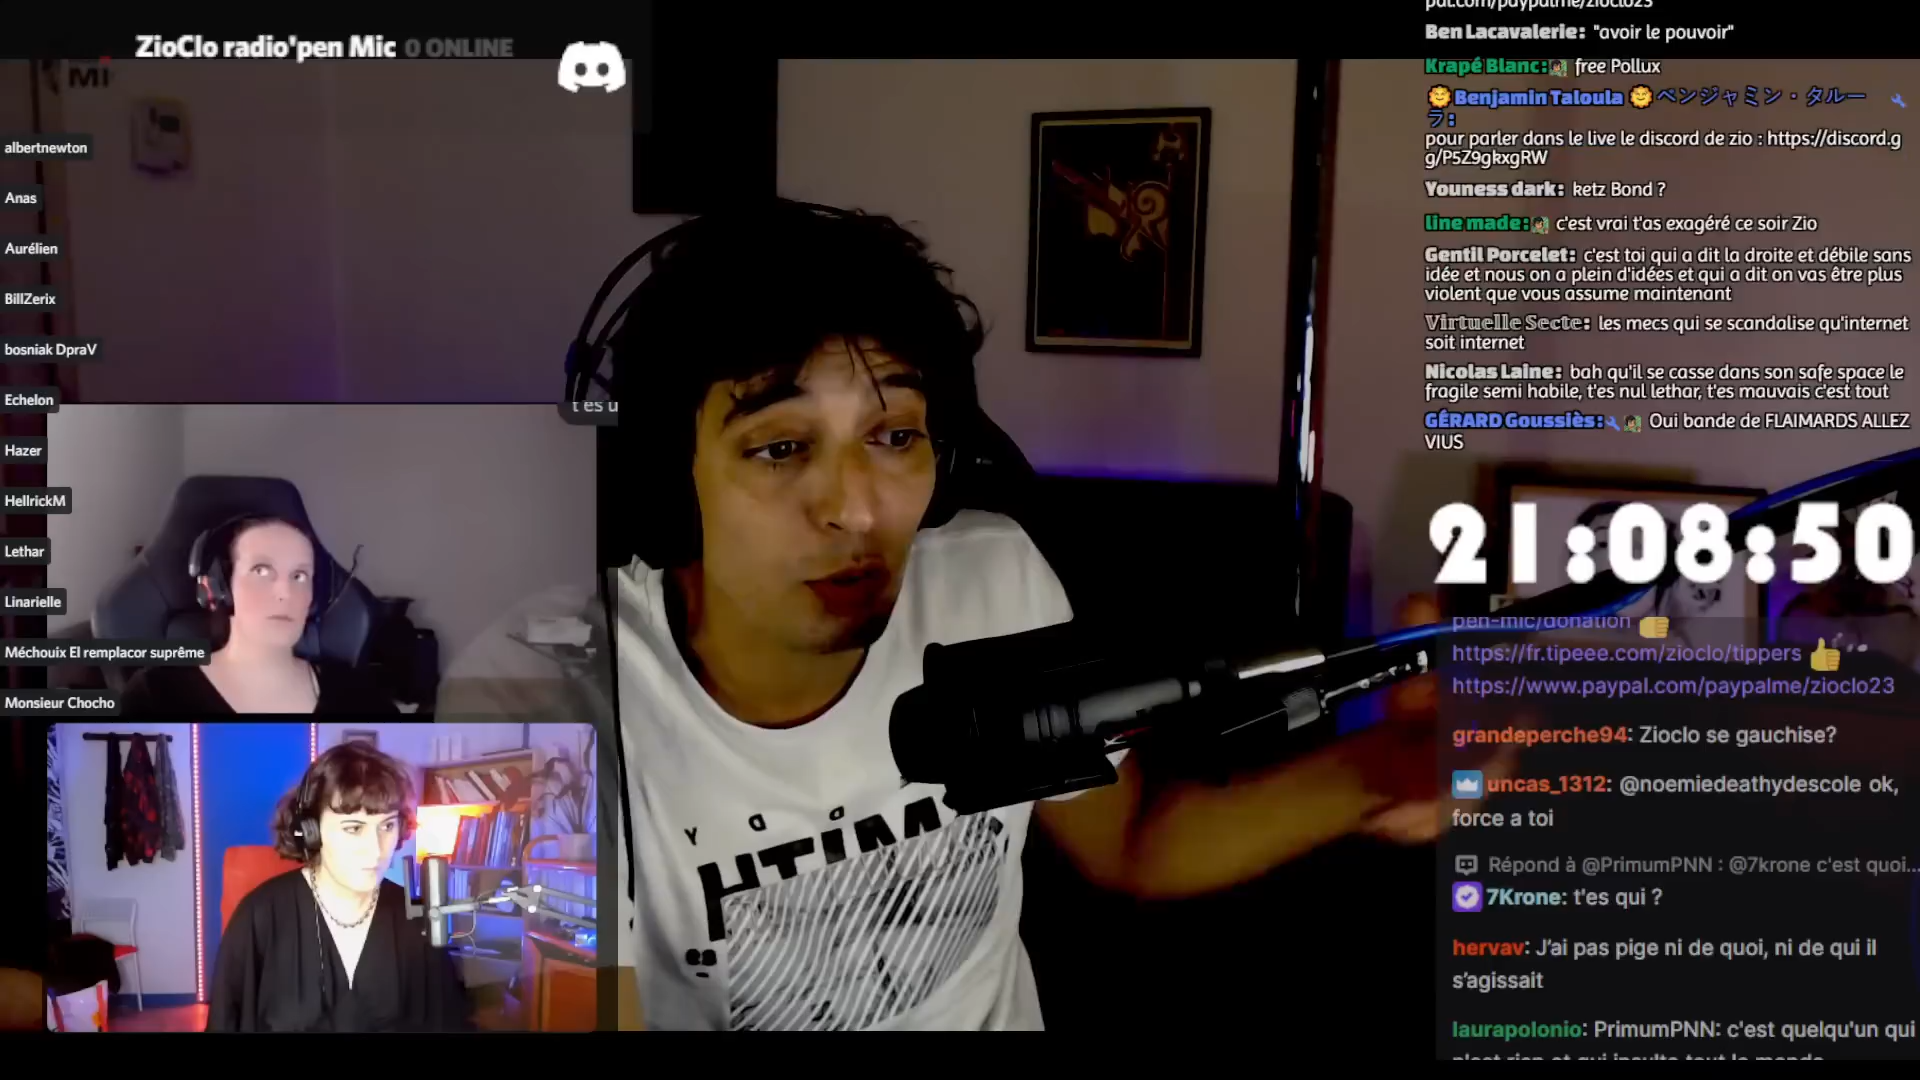 ZioClo radio'pen Mic 0 ONLINE
MI
albertnewton
Anas
Aurélien
BillZerix
bosniak DpraV
Echelon
Hazer
HellrickM
Lethar
Linarielle
Méchouix El remplacor suprême
Monsieur Chocho
t'es u
pal.com/paypalme/zioclo23
Ben Lacavalerie: "avoir le pouvoir"
Krapé Blanc: free Pollux
Benjamin Taloula ベンジャミン・タルー
ラ:
pour parler dans le live le discord de zio : https://discord.g
g/P5Z9gkxgRW
Youness dark: ketz Bond ?
line made: c'est vrai t'as exagéré ce soir Zio
Gentil Porcelet: c'est toi qui a dit la droite et débile sans
idée et nous on a plein d'idées et qui a dit on vas être plus
violent que vous assume maintenant
Virtuelle Secte: les mecs qui se scandalise qu'internet
soit internet
Nicolas Laine: bah qu'il se casse dans son safe space le
fragile semi habile, t'es nul lethar, t'es mauvais c'est tout
GÉRARD Goussiès: Oui bande de FLAIMARDS ALLEZ
VIUS
21:08:50
pen-mic/donation
https://fr.tipeee.com/zioclo/tippers
https://www.paypal.com/paypalme/zioclo23
grandeperche94: Zioclo se gauchise?
uncas_1312: @noemiedeathydescole ok,
force a toi
Répond à @PrimumPNN : @7krone c'est quoi...
7Krone: t'es qui ?
hervav: J'ai pas pige ni de quoi, ni de qui il
s'agissait
laurapolonio: PrimumPNN: c'est quelqu'un qui
n'est rien et qui insulte tout le monde